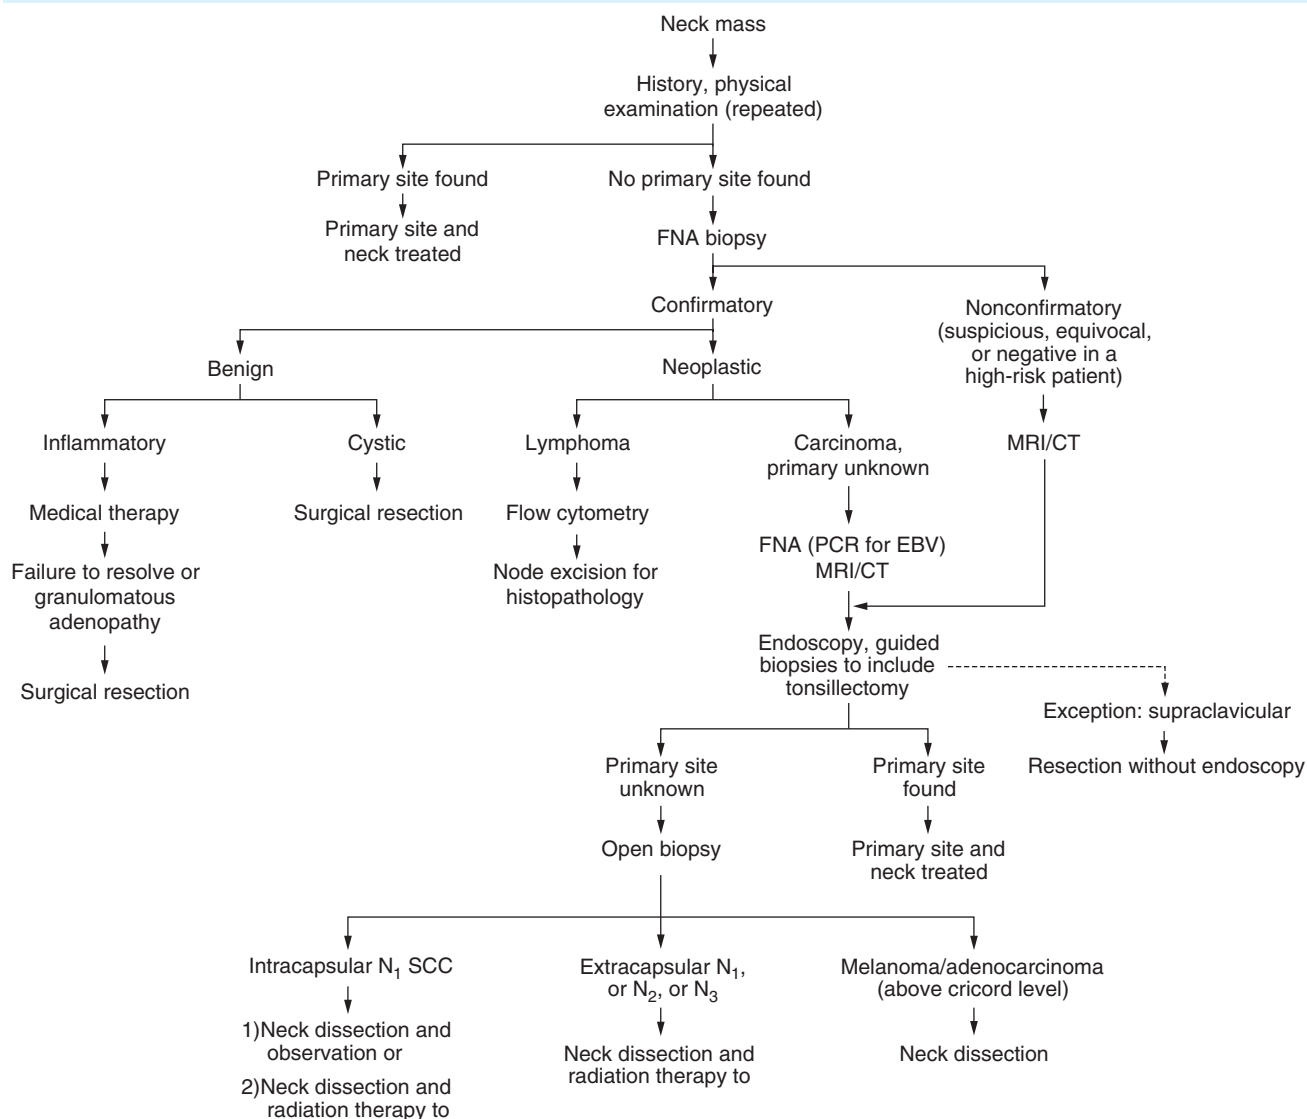 Neck mass
History, physical
examination (repeated)
Primary site found
No primary site found
Primary site and
neck treated
FNA biopsy
Confirmatory
Nonconfirmatory
(suspicious, equivocal,
or negative in a
high-risk patient)
Benign
Neoplastic
Inflammatory
Cystic
Lymphoma
Carcinoma,
primary unknown
MRI/CT
Medical therapy
Surgical resection
Flow cytometry
FNA (PCR for EBV)
MRI/CT
Failure to resolve or
granulomatous
adenopathy
Node excision for
histopathology
Surgical resection
Endoscopy, guided
biopsies to include
tonsillectomy
Exception: supraclavicular
Resection without endoscopy
Primary site
unknown
Primary site
found
Open biopsy
Primary site and
neck treated
Intracapsular N1 SCC
Extracapsular N1,
or N2, or N3
Melanoma/adenocarcinoma
(above cricord level)
1)Neck dissection and
observation or
2)Neck dissection and
radiation therapy to
Neck dissection and
radiation therapy to
Neck dissection